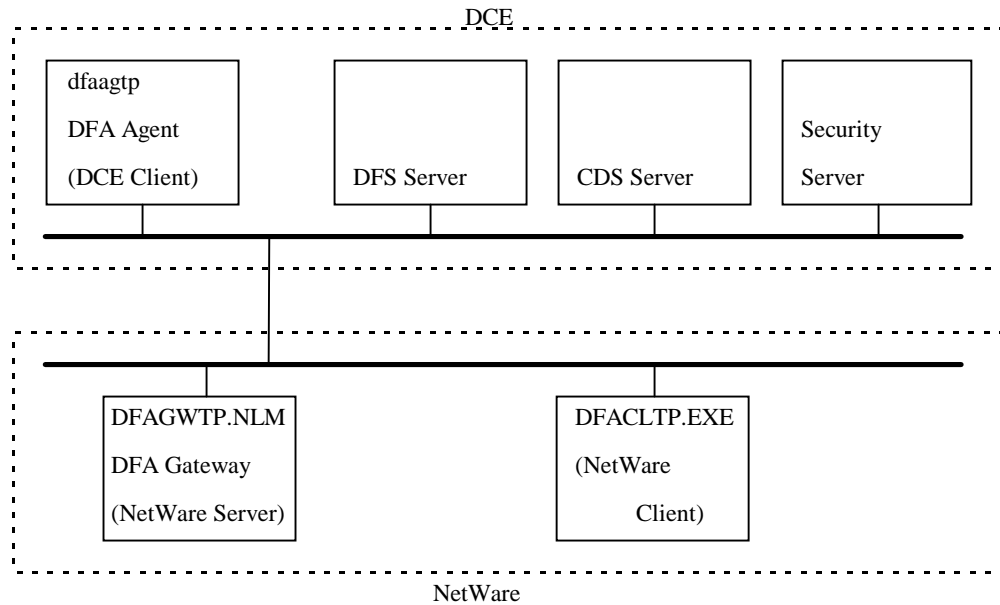 DCE
dfaagtp
DFA Agent
(DCE Client)
DFS Server
CDS Server
Security
Server
DFAGWTP.NLM
DFA Gateway
(NetWare Server)
DFACLTP.EXE
(NetWare
Client)
NetWare